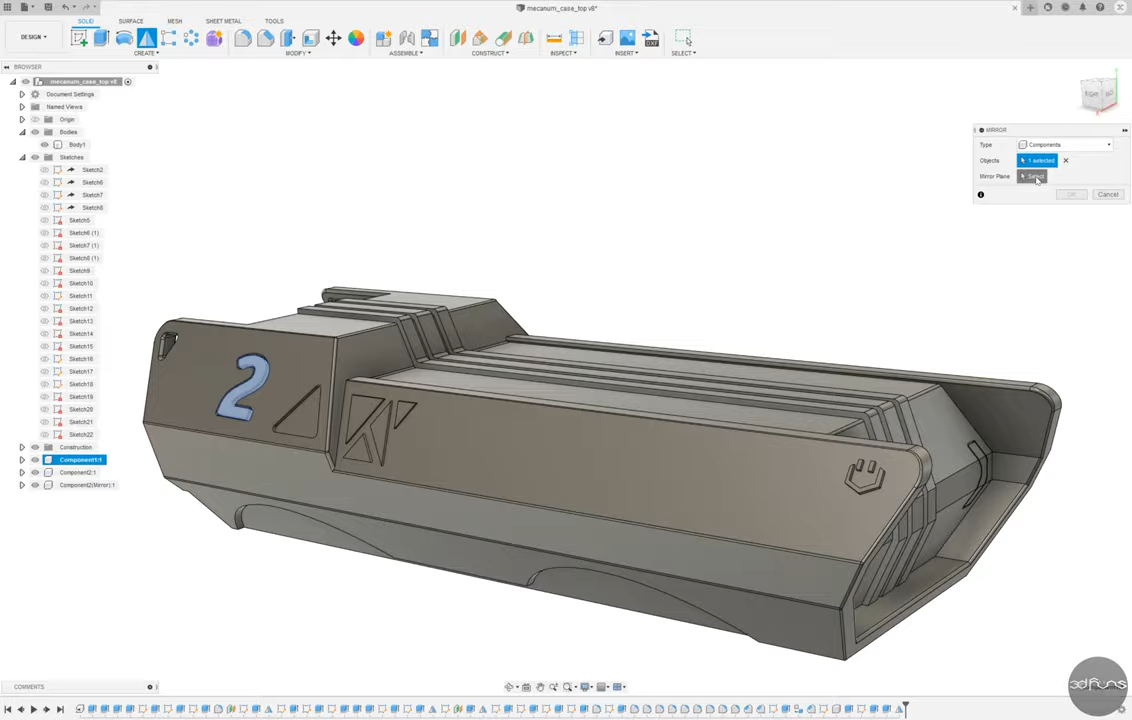 mecanum_case_top v8*
DESIGN
SOLID
SURFACE
MESH
SHEET METAL
TOOLS
CREATE
MODIFY
ASSEMBLE
CONSTRUCT
INSPECT
INSERT
SELECT
DXF
BROWSER
mecanum_case_top v8
Document Settings
Named Views
Origin
Bodies
Body1
Sketches
Sketch2
Sketch6
Sketch7
Sketch8
Sketch5
Sketch6 (1)
Sketch7 (1)
Sketch8 (1)
Sketch9
Sketch10
Sketch11
Sketch12
Sketch13
Sketch14
Sketch15
Sketch16
Sketch17
Sketch18
Sketch19
Sketch20
Sketch21
Sketch22
Construction
Component1:1
Component2:1
Component2(Mirror):1
MIRROR
Type
Components
Objects
1 selected
Mirror Plane
Select
OK
Cancel
2
COMMENTS
3dFuns